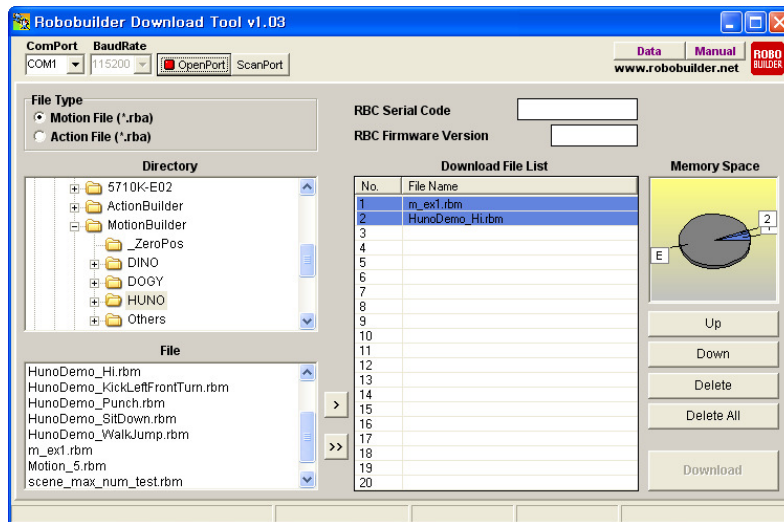 Robobuilder Download Tool v1.03
ComPort BaudRate
COM1 115200 OpenPort ScanPort
Data Manual
www.robobuilder.net
ROBO
BUILDER
File Type
Motion File (*.rba)
Action File (*.rba)
RBC Serial Code
RBC Firmware Version
Directory
5710K-E02
ActionBuilder
MotionBuilder
_ZeroPos
DINO
DOGY
HUNO
Others
File
HunoDemo_Hi.rbm
HunoDemo_KickLeftFrontTurn.rbm
HunoDemo_Punch.rbm
HunoDemo_SitDown.rbm
HunoDemo_WalkJump.rbm
m_ex1.rbm
Motion_5.rbm
scene_max_num_test.rbm
>
>>
Download File List
No. File Name
1 m_ex1.rbm
2 HunoDemo_Hi.rbm
3
4
5
6
7
8
9
10
11
12
13
14
15
16
17
18
19
20
Memory Space
2
E
Up
Down
Delete
Delete All
Download